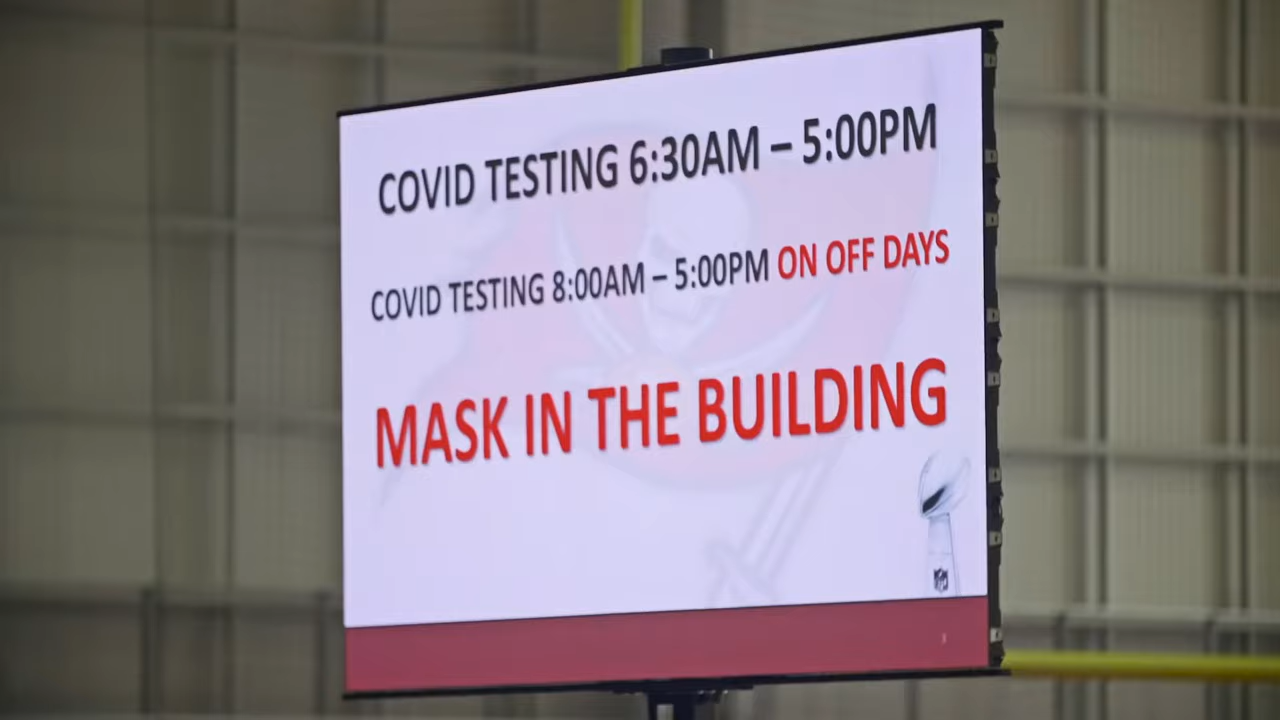 COVID TESTING 6:30AM – 5:00PM
COVID TESTING 8:00AM – 5:00PM ON OFF DAYS
MASK IN THE BUILDING
NFL